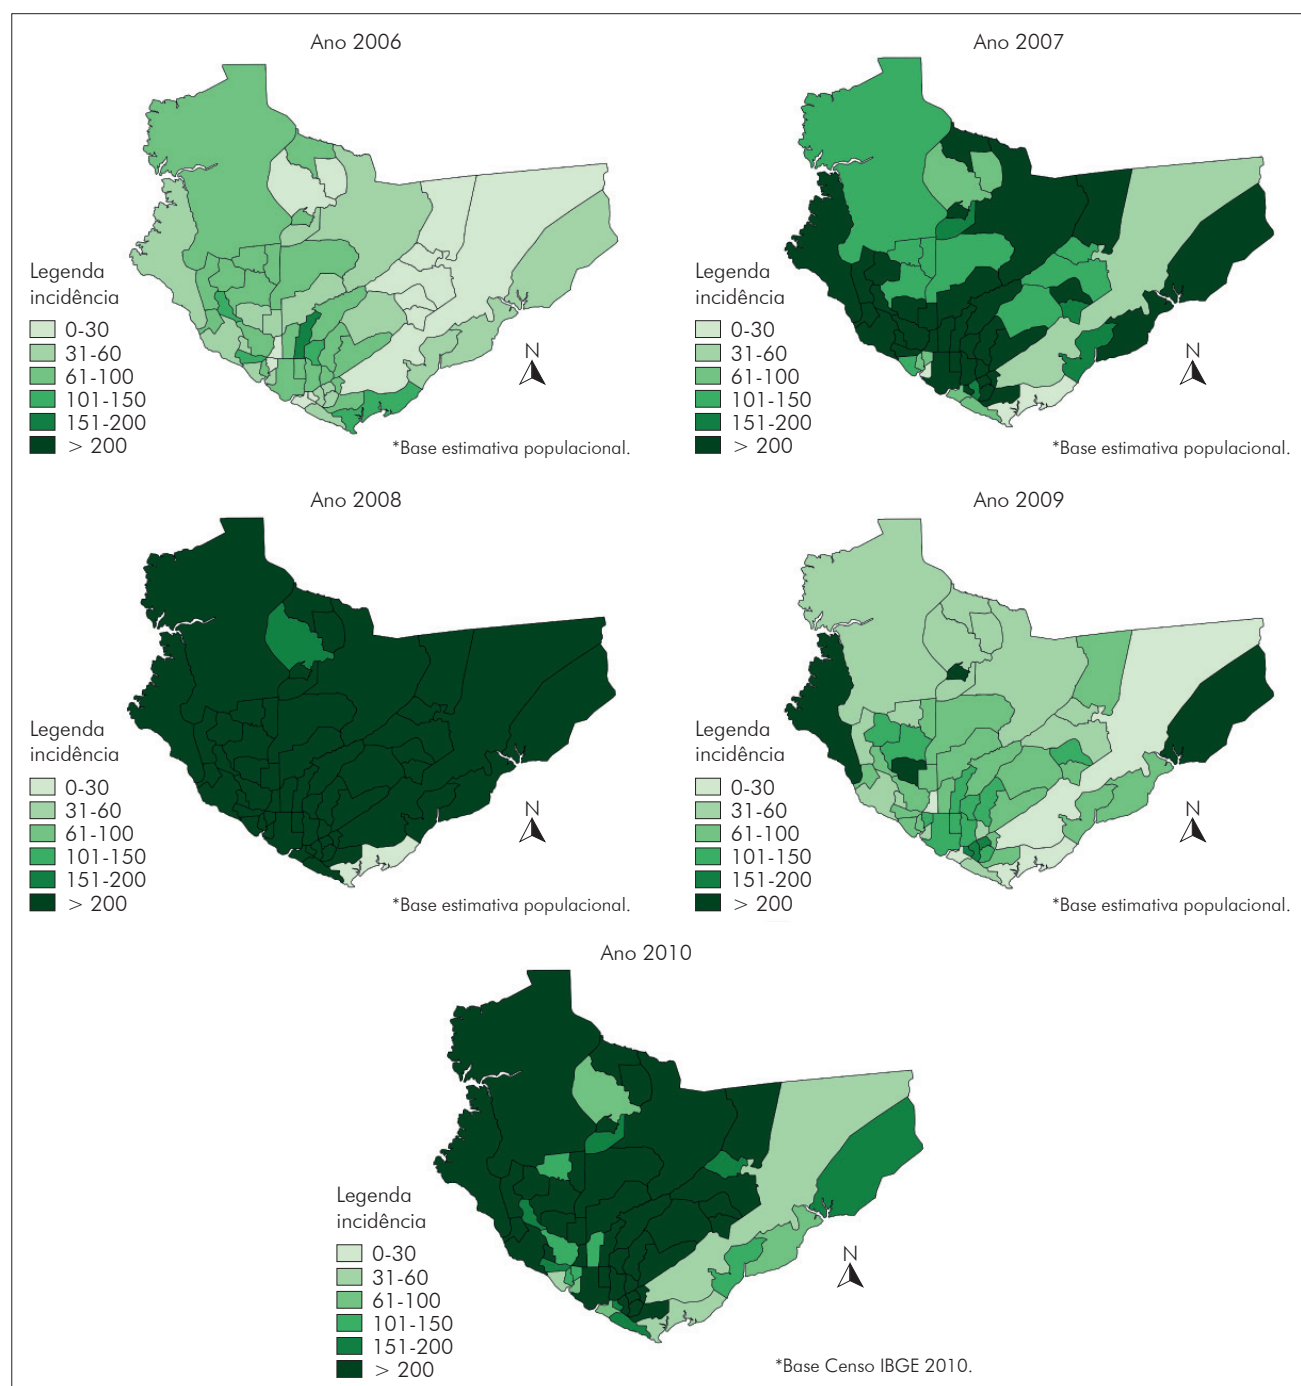 Ano 2006
Legenda
incidência
0-30
31-60
61-100
101-150
151-200
> 200
N
*Base estimativa populacional.
Ano 2007
Legenda
incidência
0-30
31-60
61-100
101-150
151-200
> 200
N
*Base estimativa populacional.
Ano 2008
Legenda
incidência
0-30
31-60
61-100
101-150
151-200
> 200
N
*Base estimativa populacional.
Ano 2009
Legenda
incidência
0-30
31-60
61-100
101-150
151-200
> 200
N
*Base estimativa populacional.
Ano 2010
Legenda
incidência
0-30
31-60
61-100
101-150
151-200
> 200
N
*Base Censo IBGE 2010.